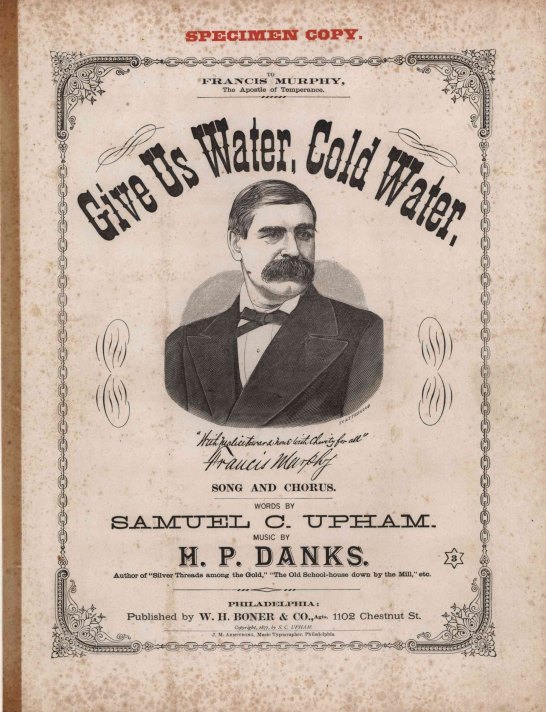 SPECIMEN COPY.
TO
FRANCIS MURPHY,
The Apostle of Temperance.
Give Us Water, Cold Water.
"With malice toward none with Charity for all"
Francis Murphy
SONG AND CHORUS.
WORDS BY
SAMUEL C. UPHAM.
MUSIC BY
H. P. DANKS.
3
Author of "Silver Threads among the Gold," "The Old School-house down by the Mill," etc.
PHILADELPHIA:
Published by W. H. BONER & CO., Agts. 1102 Chestnut St.
Copyright, 1877, by S. C. UPHAM.
J. M. ARMSTRONG, Music Typographer, Philadelphia.